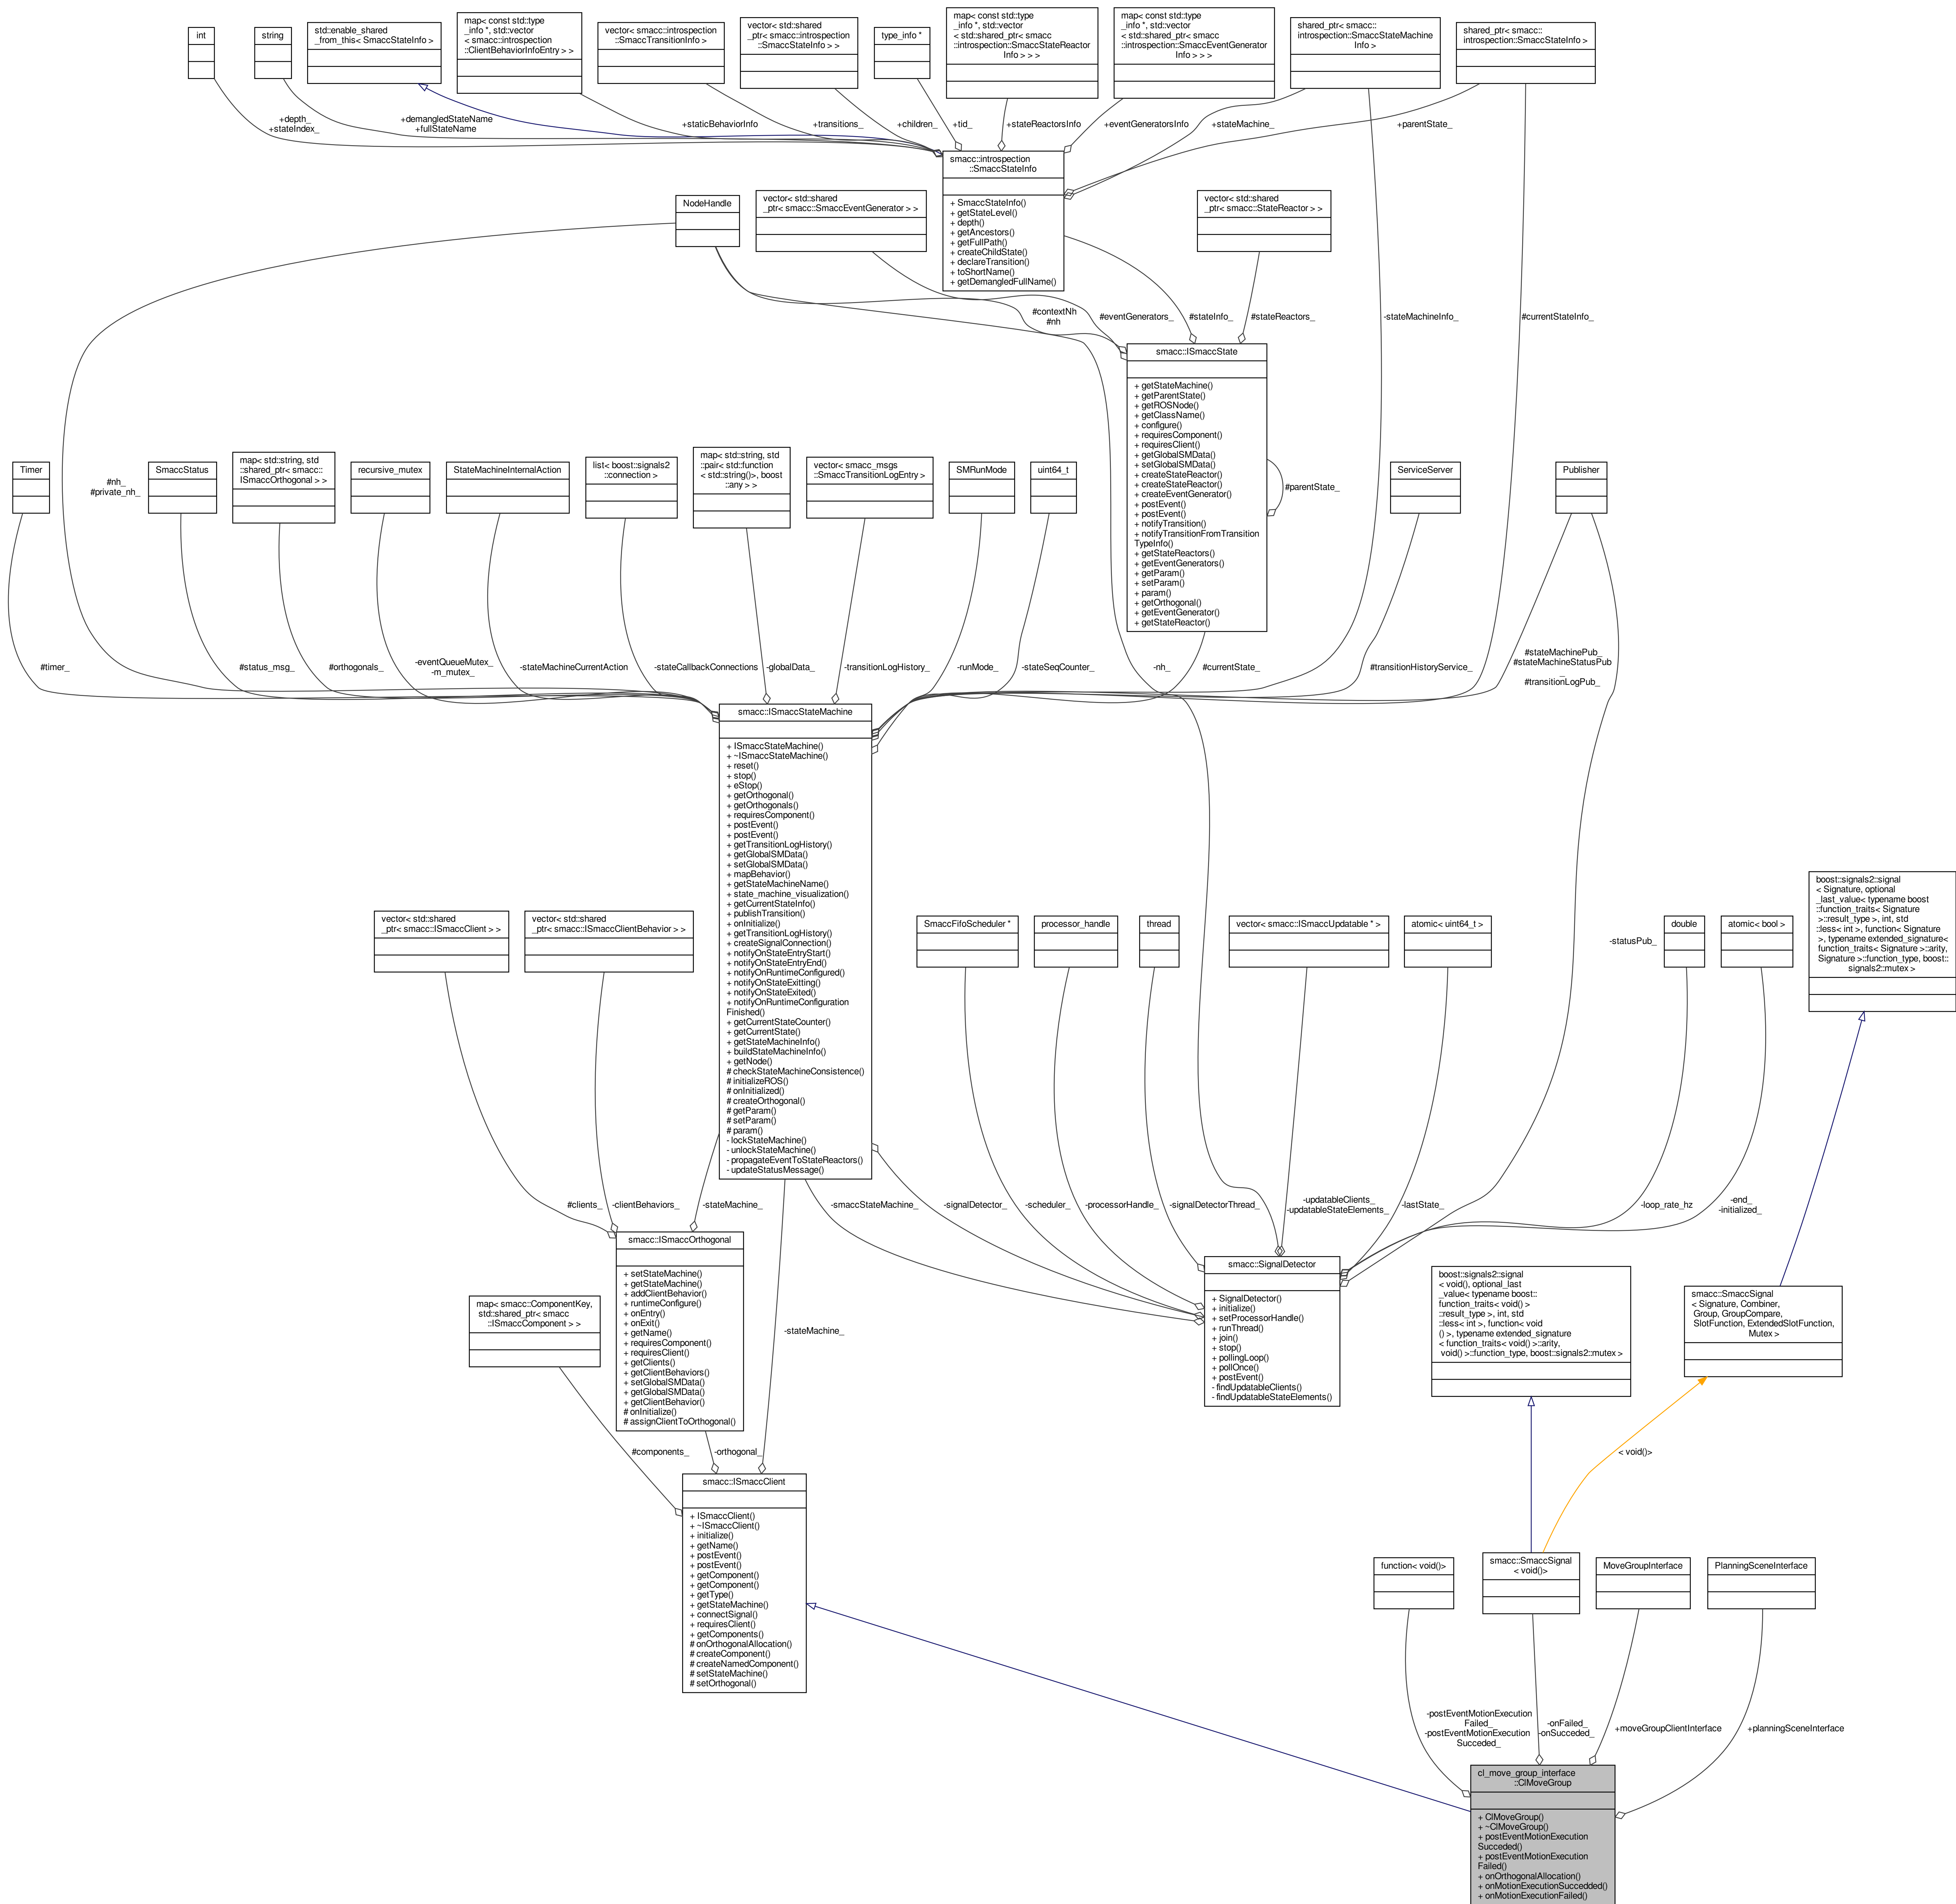 int
string
std::enable_shared
_from_this< SmaccStateInfo >
map< const std::type
_info *, std::vector
< smacc::introspection
::ClientBehaviorInfoEntry > >
vector< smacc::introspection
::SmaccTransitionInfo >
vector< std::shared
_ptr< smacc::introspection
::SmaccStateInfo > >
type_info *
map< const std::type
_info *, std::vector
< std::shared_ptr< smacc
::introspection::SmaccStateReactor
Info > > >
map< const std::type
_info *, std::vector
< std::shared_ptr< smacc
::introspection::SmaccEventGenerator
Info > > >
shared_ptr< smacc::
introspection::SmaccStateMachine
Info >
shared_ptr< smacc::
introspection::SmaccStateInfo >
+depth_
+stateIndex_
+demangledStateName
+fullStateName
+staticBehaviorInfo
+transitions_
+children_
+tid_
+stateReactorsInfo
+eventGeneratorsInfo
+stateMachine_
+parentState_
smacc::introspection
::SmaccStateInfo
+ SmaccStateInfo()
+ getStateLevel()
+ depth()
+ getAncestors()
+ getFullPath()
+ createChildState()
+ declareTransition()
+ toShortName()
+ getDemangledFullName()
NodeHandle
vector< std::shared
_ptr< smacc::SmaccEventGenerator > >
vector< std::shared
_ptr< smacc::StateReactor > >
#contextNh
#nh
#eventGenerators_
#stateInfo_
#stateReactors_
-stateMachineInfo_
#currentStateInfo_
smacc::ISmaccState
+ getStateMachine()
+ getParentState()
+ getROSNode()
+ getClassName()
+ configure()
+ requiresComponent()
+ requiresClient()
+ getGlobalSMData()
+ setGlobalSMData()
+ createStateReactor()
+ createStateReactor()
+ createEventGenerator()
+ postEvent()
+ postEvent()
+ notifyTransition()
+ notifyTransitionFromTransition
TypeInfo()
+ getStateReactors()
+ getEventGenerators()
+ getParam()
+ setParam()
+ param()
+ getOrthogonal()
+ getEventGenerator()
+ getStateReactor()
#parentState_
Timer
#nh_
#private_nh_
SmaccStatus
map< std::string, std
::shared_ptr< smacc::
ISmaccOrthogonal > >
recursive_mutex
StateMachineInternalAction
list< boost::signals2
::connection >
map< std::string, std
::pair< std::function
< std::string()>, boost
::any > >
vector< smacc_msgs
::SmaccTransitionLogEntry >
SMRunMode
uint64_t
ServiceServer
Publisher
#timer_
#status_msg_
#orthogonals_
-eventQueueMutex_
-m_mutex_
-stateMachineCurrentAction
-stateCallbackConnections
-globalData_
-transitionLogHistory_
-runMode_
-stateSeqCounter_
-nh_
#currentState_
#transitionHistoryService_
#stateMachinePub_
#stateMachineStatusPub
_
#transitionLogPub_
smacc::ISmaccStateMachine
+ ISmaccStateMachine()
+ ~ISmaccStateMachine()
+ reset()
+ stop()
+ eStop()
+ getOrthogonal()
+ getOrthogonals()
+ requiresComponent()
+ postEvent()
+ postEvent()
+ getTransitionLogHistory()
+ getGlobalSMData()
+ setGlobalSMData()
+ mapBehavior()
+ getStateMachineName()
+ state_machine_visualization()
+ getCurrentStateInfo()
+ publishTransition()
+ onInitialize()
+ getTransitionLogHistory()
+ createSignalConnection()
+ notifyOnStateEntryStart()
+ notifyOnStateEntryEnd()
+ notifyOnRuntimeConfigured()
+ notifyOnStateExitting()
+ notifyOnStateExited()
+ notifyOnRuntimeConfiguration
Finished()
+ getCurrentStateCounter()
+ getCurrentState()
+ getStateMachineInfo()
+ buildStateMachineInfo()
+ getNode()
# checkStateMachineConsistence()
# initializeROS()
# onInitialized()
# createOrthogonal()
# getParam()
# setParam()
# param()
- lockStateMachine()
- unlockStateMachine()
- propagateEventToStateReactors()
- updateStatusMessage()
vector< std::shared
_ptr< smacc::ISmaccClient > >
vector< std::shared
_ptr< smacc::ISmaccClientBehavior > >
SmaccFifoScheduler *
processor_handle
thread
vector< smacc::ISmaccUpdatable * >
atomic< uint64_t >
-statusPub_
double
atomic< bool >
boost::signals2::signal
< Signature, optional
_last_value< typename boost
::function_traits< Signature
 >::result_type >, int, std
::less< int >, function< Signature
 >, typename extended_signature<
 function_traits< Signature >::arity,
 Signature >::function_type, boost::
signals2::mutex >
#clients_
-clientBehaviors_
-stateMachine_
-smaccStateMachine_
-signalDetector_
-scheduler_
-processorHandle_
-signalDetectorThread_
-updatableClients_
-updatableStateElements_
-lastState_
-loop_rate_hz
-end_
-initialized_
smacc::ISmaccOrthogonal
+ setStateMachine()
+ getStateMachine()
+ addClientBehavior()
+ runtimeConfigure()
+ onEntry()
+ onExit()
+ getName()
+ requiresComponent()
+ requiresClient()
+ getClients()
+ getClientBehaviors()
+ setGlobalSMData()
+ getGlobalSMData()
+ getClientBehavior()
# onInitialize()
# assignClientToOrthogonal()
smacc::SignalDetector
+ SignalDetector()
+ initialize()
+ setProcessorHandle()
+ runThread()
+ join()
+ stop()
+ pollingLoop()
+ pollOnce()
+ postEvent()
- findUpdatableClients()
- findUpdatableStateElements()
boost::signals2::signal
< void(), optional_last
_value< typename boost::
function_traits< void() >
::result_type >, int, std
::less< int >, function< void
() >, typename extended_signature
< function_traits< void() >::arity,
 void() >::function_type, boost::signals2::mutex >
smacc::SmaccSignal
< Signature, Combiner,
 Group, GroupCompare,
 SlotFunction, ExtendedSlotFunction,
 Mutex >
map< smacc::ComponentKey,
 std::shared_ptr< smacc
::ISmaccComponent > >
-stateMachine_
#components_
-orthogonal_
< void()>
smacc::ISmaccClient
+ ISmaccClient()
+ ~ISmaccClient()
+ initialize()
+ getName()
+ postEvent()
+ postEvent()
+ getComponent()
+ getComponent()
+ getType()
+ getStateMachine()
+ connectSignal()
+ requiresClient()
+ getComponents()
# onOrthogonalAllocation()
# createComponent()
# createNamedComponent()
# setStateMachine()
# setOrthogonal()
function< void()>
smacc::SmaccSignal
< void()>
MoveGroupInterface
PlanningSceneInterface
-postEventMotionExecution
Failed_
-postEventMotionExecution
Succeded_
-onFailed_
-onSucceded_
+moveGroupClientInterface
+planningSceneInterface
cl_move_group_interface
::ClMoveGroup
+ ClMoveGroup()
+ ~ClMoveGroup()
+ postEventMotionExecution
Succeded()
+ postEventMotionExecution
Failed()
+ onOrthogonalAllocation()
+ onMotionExecutionSuccedded()
+ onMotionExecutionFailed()